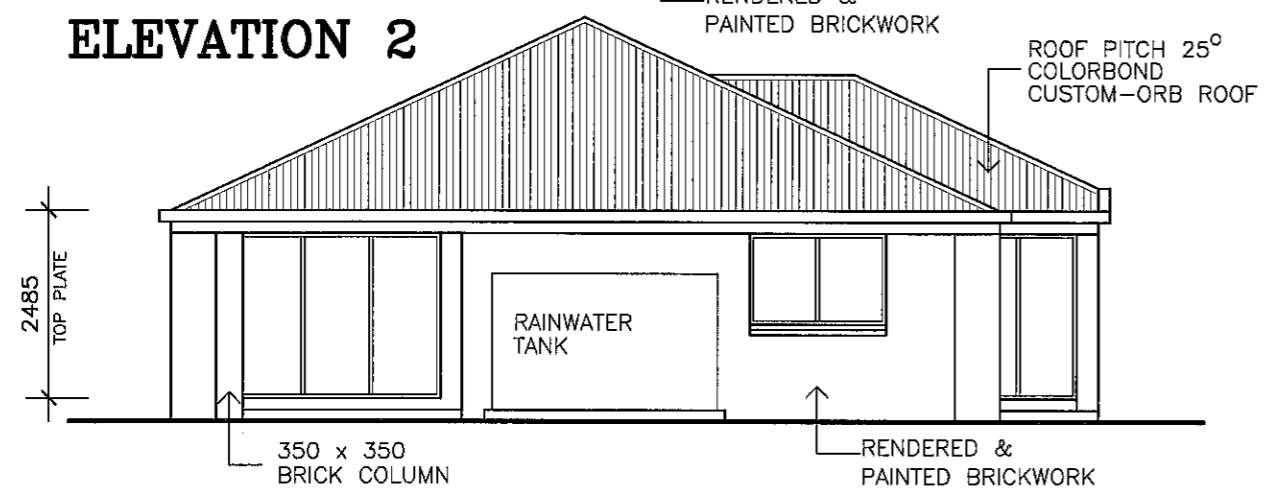 RENDERED &
PAINTED BRICKWORK
ELEVATION 2
ROOF PITCH 25°
COLORBOND
CUSTOM-ORB ROOF
2485
TOP PLATE
RAINWATER
TANK
350 x 350
BRICK COLUMN
RENDERED &
PAINTED BRICKWORK